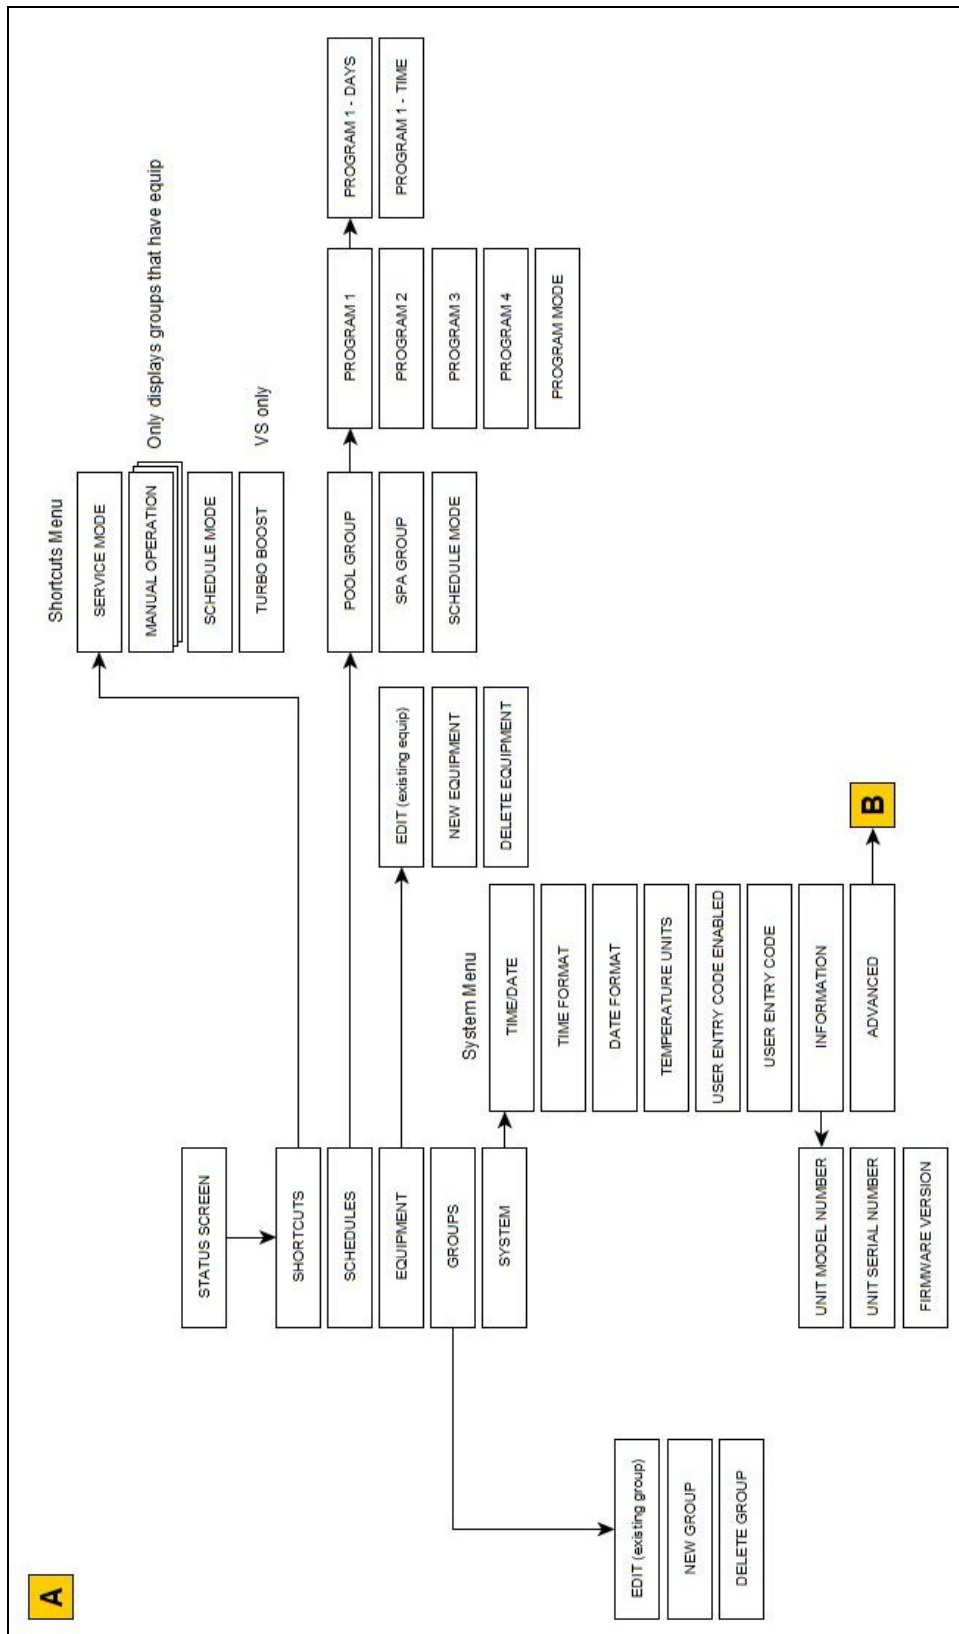 A
STATUS SCREEN
SHORTCUTS
SCHEDULES
EQUIPMENT
GROUPS
SYSTEM
Shortcuts Menu
SERVICE MODE
MANUAL OPERATION
Only displays groups that have equip
SCHEDULE MODE
TURBO BOOST
VS only
POOL GROUP
SPA GROUP
SCHEDULE MODE
PROGRAM 1
PROGRAM 2
PROGRAM 3
PROGRAM 4
PROGRAM MODE
PROGRAM 1 - DAYS
PROGRAM 1 - TIME
EDIT (existing equip)
NEW EQUIPMENT
DELETE EQUIPMENT
EDIT (existing group)
NEW GROUP
DELETE GROUP
System Menu
TIME/DATE
TIME FORMAT
DATE FORMAT
TEMPERATURE UNITS
USER ENTRY CODE ENABLED
USER ENTRY CODE
INFORMATION
ADVANCED
UNIT MODEL NUMBER
UNIT SERIAL NUMBER
FIRMWARE VERSION
B